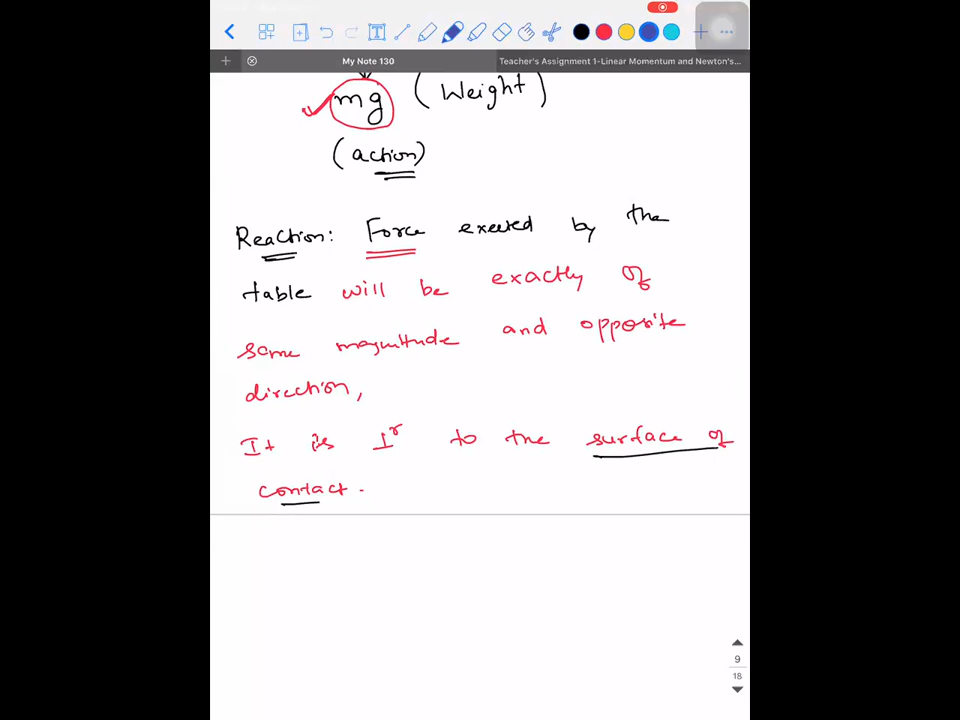 My Note 130
Teacher's Assignment 1-Linear Momentum and Newton's...
mg (Weight)
(action)
Reaction: Force exerted by the
table will be exactly of
same magnitude and opposite
direction,
It is ⊥r to the surface of
contact.
9
18